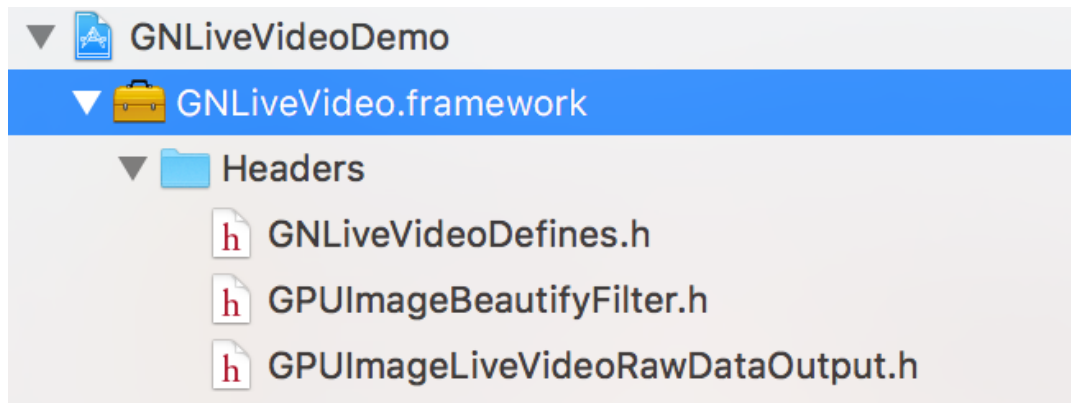 GNLiveVideoDemo
GNLiveVideo.framework
Headers
h GNLiveVideoDefines.h
h GPUImageBeautifyFilter.h
h GPUImageLiveVideoRawDataOutput.h